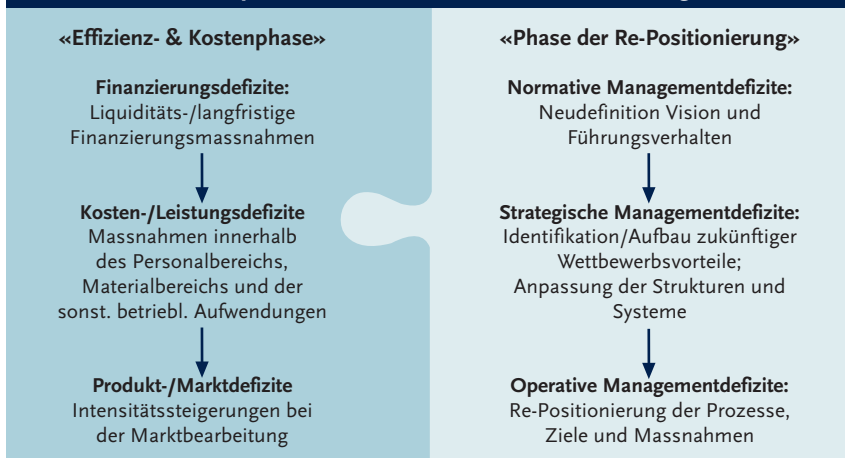 «Effizienz- & Kostenphase»
Finanzierungsdefizite:
Liquiditäts-/langfristige
Finanzierungsmassnahmen
Kosten-/Leistungsdefizite
Massnahmen innerhalb
des Personalbereichs,
Materialbereichs und der
sonst. betriebl. Aufwendungen
Produkt-/Marktdefizite
Intensitätssteigerungen bei
der Marktbearbeitung
«Phase der Re-Positionierung»
Normative Managementdefizite:
Neudefinition Vision und
Führungsverhalten
Strategische Managementdefizite:
Identifikation/Aufbau zukünftiger
Wettbewerbsvorteile;
Anpassung der Strukturen und
Systeme
Operative Managementdefizite:
Re-Positionierung der Prozesse,
Ziele und Massnahmen